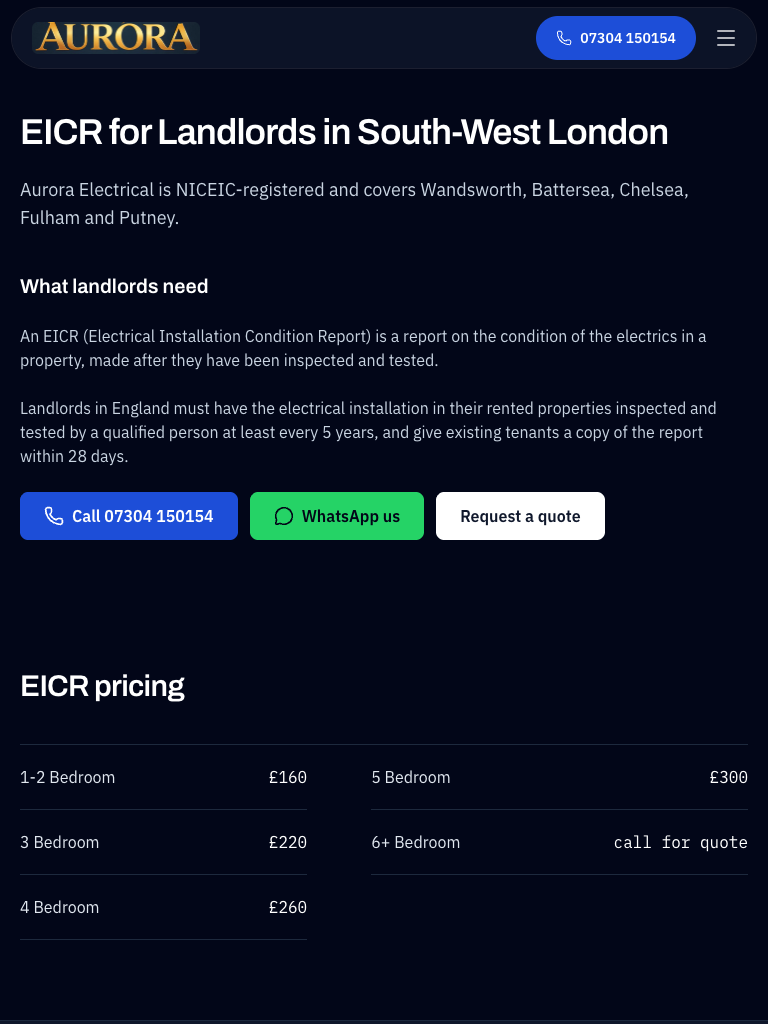 AURORA
07304 150154
EICR for Landlords in South-West London
Aurora Electrical is NICEIC-registered and covers Wandsworth, Battersea, Chelsea,
Fulham and Putney.
What landlords need
An EICR (Electrical Installation Condition Report) is a report on the condition of the electrics in a
property, made after they have been inspected and tested.
Landlords in England must have the electrical installation in their rented properties inspected and
tested by a qualified person at least every 5 years, and give existing tenants a copy of the report
within 28 days.
Call 07304 150154
WhatsApp us
Request a quote
EICR pricing
1-2 Bedroom £160
3 Bedroom £220
4 Bedroom £260
5 Bedroom £300
6+ Bedroom call for quote